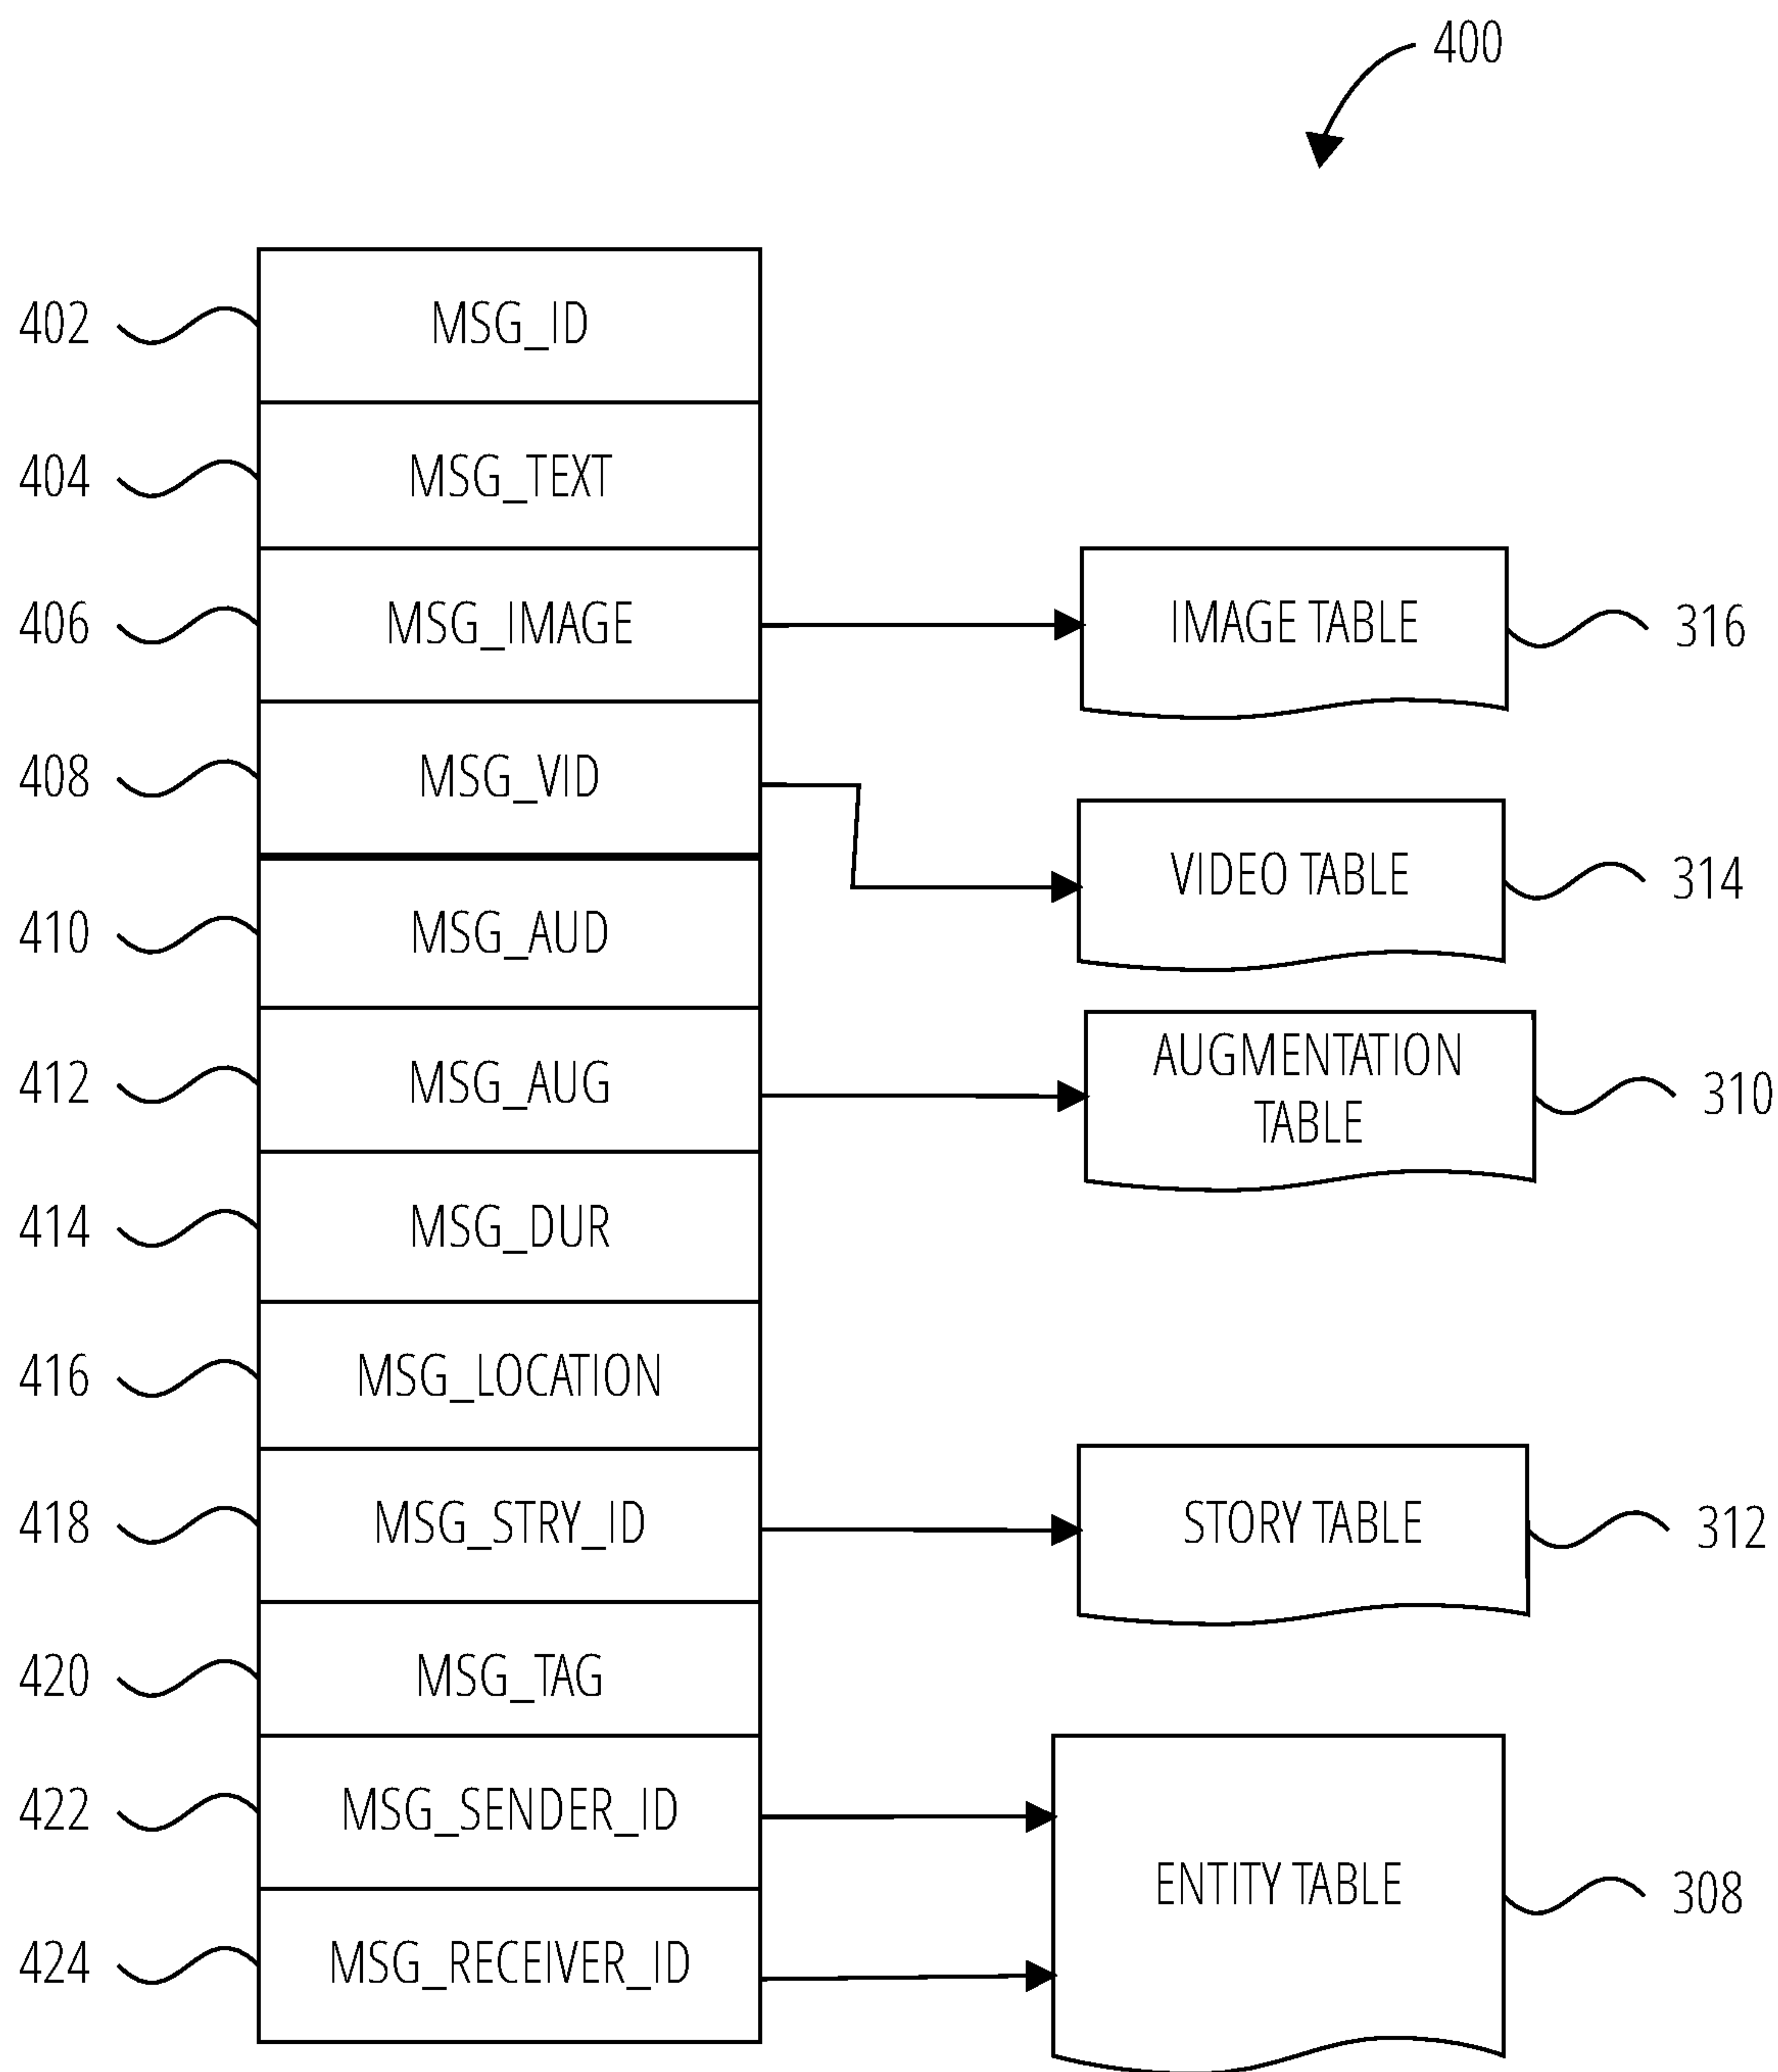 400
402 MSG_ID
404 MSG_TEXT
406 MSG_IMAGE IMAGE TABLE 316
408 MSG_VID
VIDEO TABLE 314
410 MSG_AUD
412 MSG_AUG
AUGMENTATION
TABLE
310
414 MSG_DUR
416 MSG_LOCATION
418 MSG_STRY_ID STORY TABLE 312
420 MSG_TAG
422 MSG_SENDER_ID
ENTITY TABLE 308
424 MSG_RECEIVER_ID